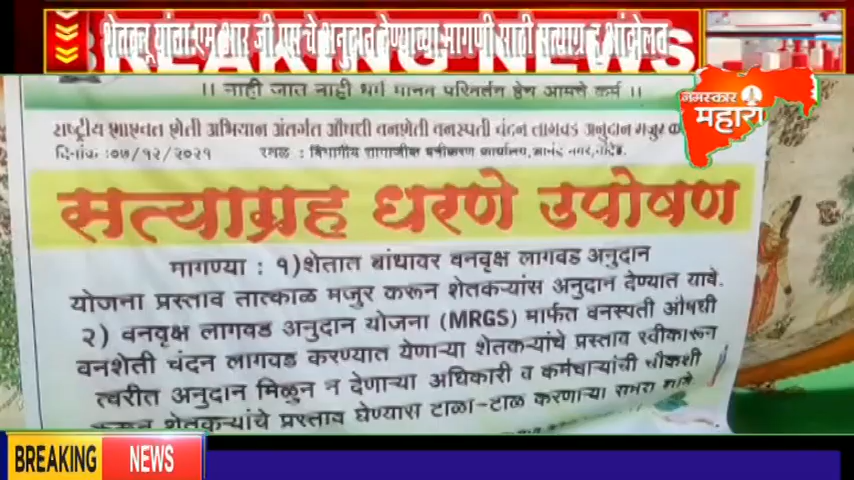 शेतकऱ्यांना एम आर जी एस चे अनुदान देण्याच्या मागणी साठी सत्याग्रह आंदोलन
BREAKING NEWS
।। नाही जात नाही धर्म मानव परिवर्तन हेच आमचे कर्म ।।
नमस्कार
महारा
राष्ट्रीय शाश्वत शेती अभियान अंतर्गत औषधी वनशेती वनस्पती चंदन लागवड अनुदान मजुर
दिनांक :०७/१२/२०२१ स्थळ : विभागीय सामाजीक वनीकरण कार्यालय, आनंद नगर, नांदेड.
सत्याग्रह धरणे उपोषण
मागण्या : १)शेतात बांधावर वनवृक्ष लागवड अनुदान
योजना प्रस्ताव तात्काळ मजुर करून शेतकऱ्यांस अनुदान देण्यात यावे.
२) वनवृक्ष लागवड अनुदान योजना (MRGS) मार्फत वनस्पती औषधी
वनशेती चंदन लागवड करण्यात येणाऱ्या शेतकऱ्यांचे प्रस्ताव स्वीकारून
त्वरीत अनुदान मिळुन न देणाऱ्या अधिकारी व कर्मचाऱ्यांची चौकशी
शेतकऱ्यांचे प्रस्ताव घेण्यास टाळा-टाळ करणाऱ्या
BREAKING NEWS